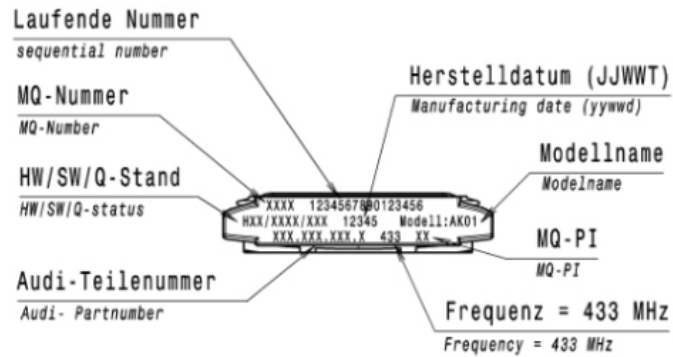 Laufende Nummer
sequential number
Herstelldatum (JJWWT)
Manufacturing date (yywwd)
MQ-Nummer
MQ-Number
Modellname
Modelname
HW/SW/Q-Stand
HW/SW/Q-status
XXXX 1234567890123456
HXX/XXXX/XXX 12345 Modell:AK01
XXX.XXX.XXX.X 433 XX
MQ-PI
MQ-PI
Audi-Teilenummer
Audi- Partnumber
Frequenz = 433 MHz
Frequency = 433 MHz